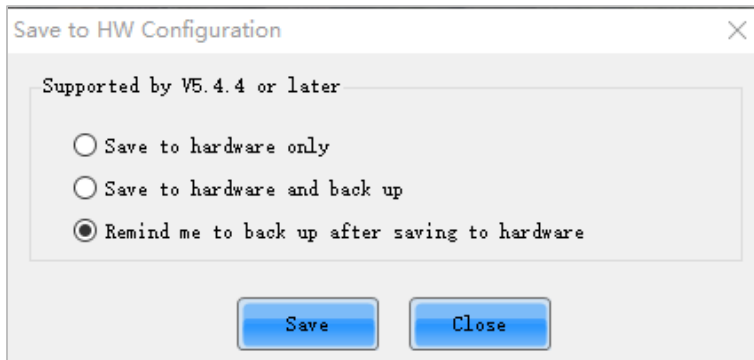 Save to HW Configuration
Supported by V5.4.4 or later
Save to hardware only
Save to hardware and back up
Remind me to back up after saving to hardware
Save Close